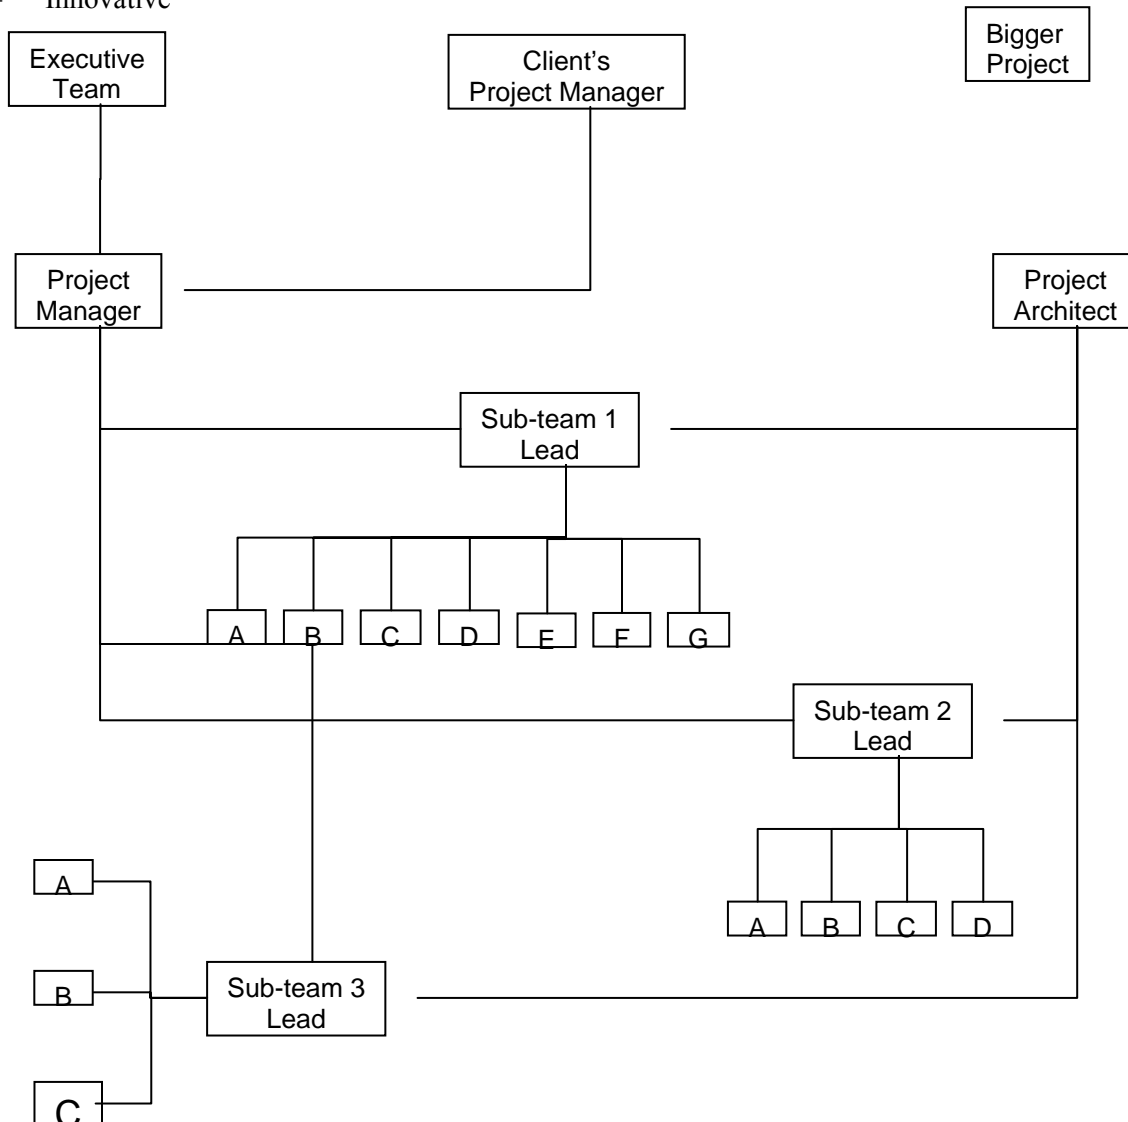 Innovative
Executive
Team
Client's
Project Manager
Bigger
Project
Project
Manager
Project
Architect
Sub-team 1
Lead
A B C D E F G
Sub-team 2
Lead
A B C D
A
B
Sub-team 3
Lead
C